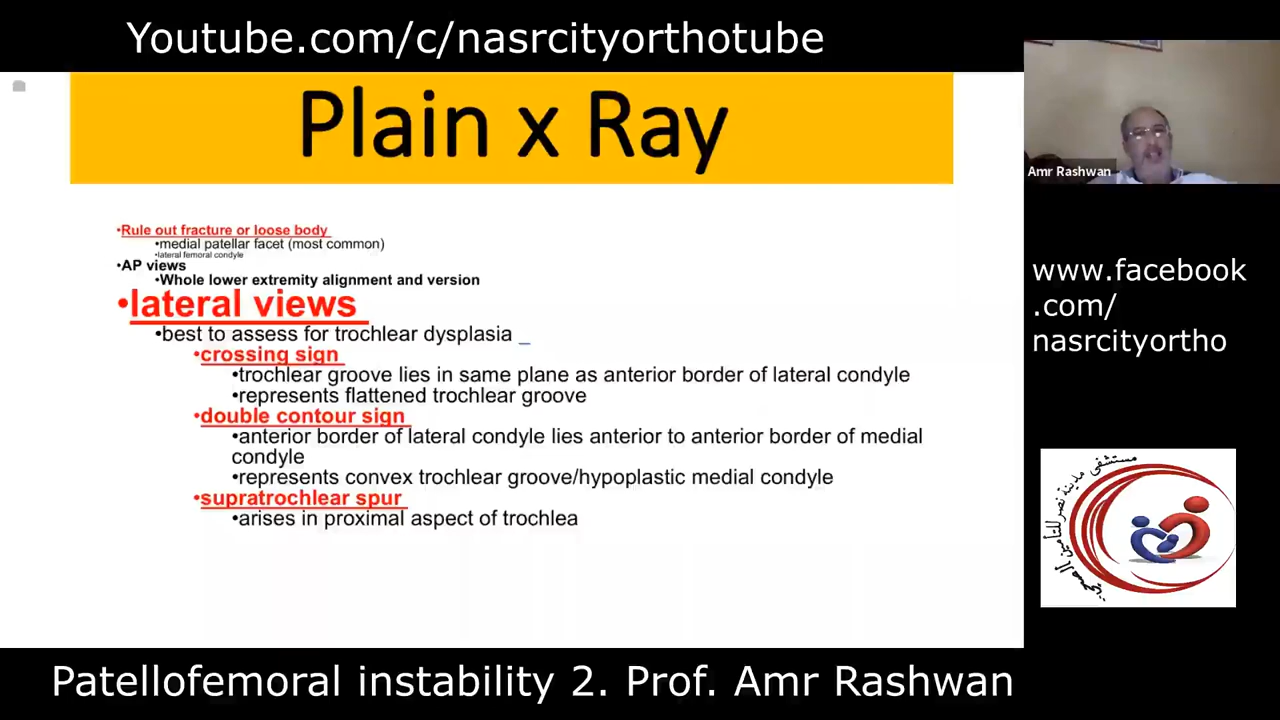 Youtube.com/c/nasrcityorthotube
Plain x Ray
Amr Rashwan
•Rule out fracture or loose body
•medial patellar facet (most common)
•lateral femoral condyle
•AP views
•Whole lower extremity alignment and version
•lateral views
•best to assess for trochlear dysplasia _
•crossing sign
•trochlear groove lies in same plane as anterior border of lateral condyle
•represents flattened trochlear groove
•double contour sign
•anterior border of lateral condyle lies anterior to anterior border of medial
condyle
•represents convex trochlear groove/hypoplastic medial condyle
•supratrochlear spur
•arises in proximal aspect of trochlea
www.facebook
.com/
nasrcityortho
مستشفى مدينة نصر للتأمين الصحى
Patellofemoral instability 2. Prof. Amr Rashwan